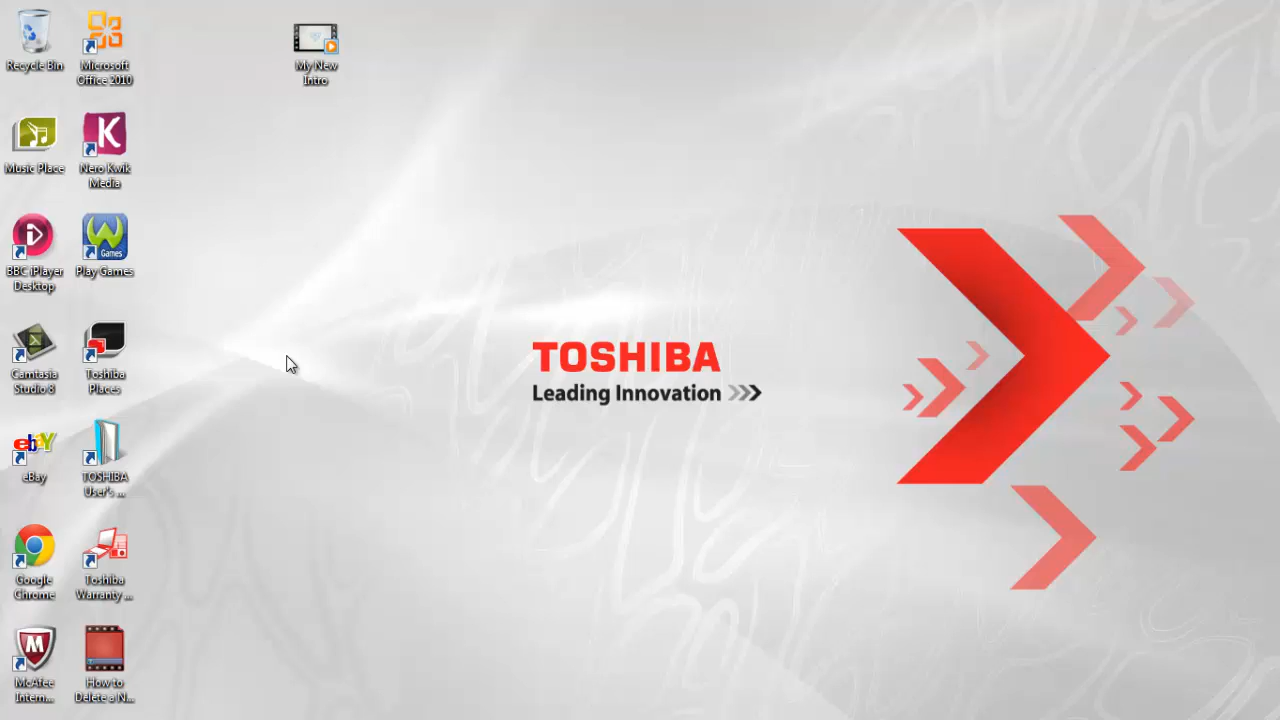 Recycle Bin
Microsoft
Office 2010
My New
Intro
Music Place
Nero Kwik
Media
BBC iPlayer
Desktop
Games
Play Games
Camtasia
Studio 8
Toshiba
Places
ebay
eBay
TOSHIBA
User's ...
Google
Chrome
Toshiba
Warranty ...
McAfee
Intern...
How to
Delete a N...
TOSHIBA
Leading Innovation >>>